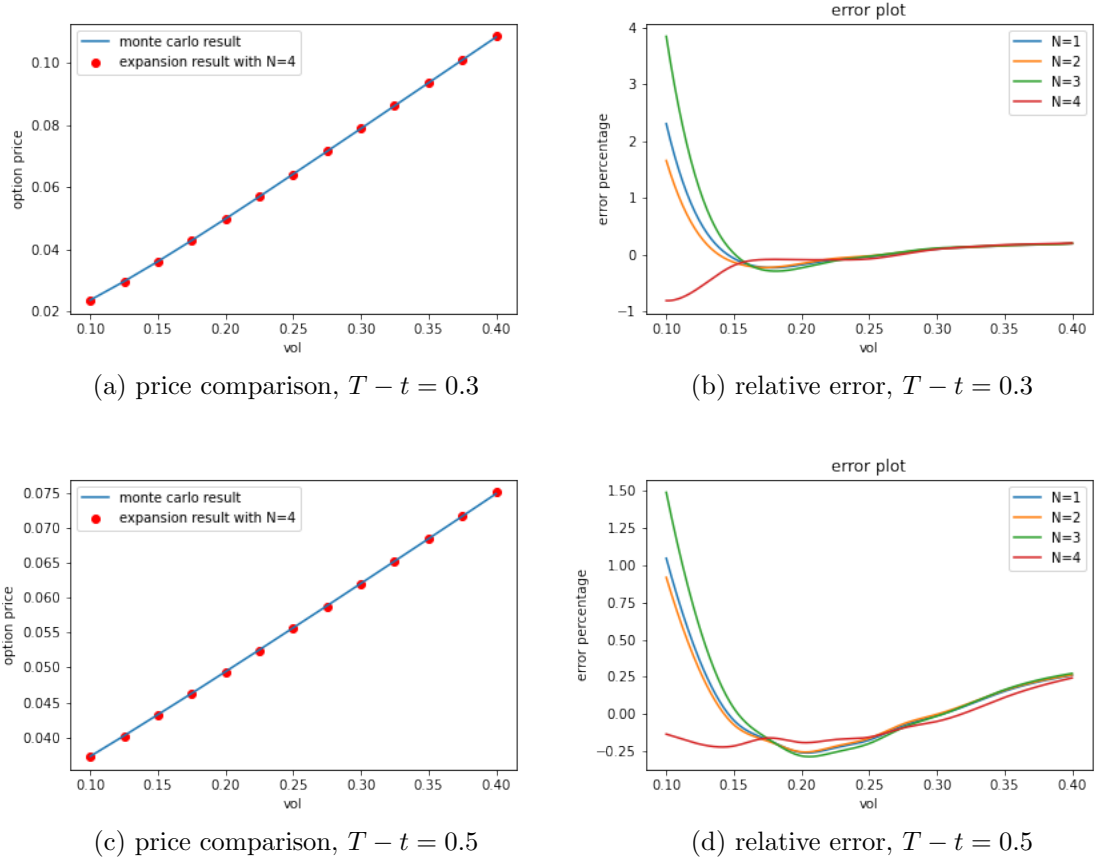 monte carlo result
expansion result with N=4
option price
0.10
0.08
0.06
0.04
0.02
0.10 0.15 0.20 0.25 0.30 0.35 0.40
vol
(a) price comparison, T − t = 0.3
error plot
N=1
N=2
N=3
N=4
error percentage
4
3
2
1
0
−1
0.10 0.15 0.20 0.25 0.30 0.35 0.40
vol
(b) relative error, T − t = 0.3
monte carlo result
expansion result with N=4
option price
0.075
0.070
0.065
0.060
0.055
0.050
0.045
0.040
0.10 0.15 0.20 0.25 0.30 0.35 0.40
vol
(c) price comparison, T − t = 0.5
error plot
N=1
N=2
N=3
N=4
error percentage
1.50
1.25
1.00
0.75
0.50
0.25
0.00
−0.25
0.10 0.15 0.20 0.25 0.30 0.35 0.40
vol
(d) relative error, T − t = 0.5